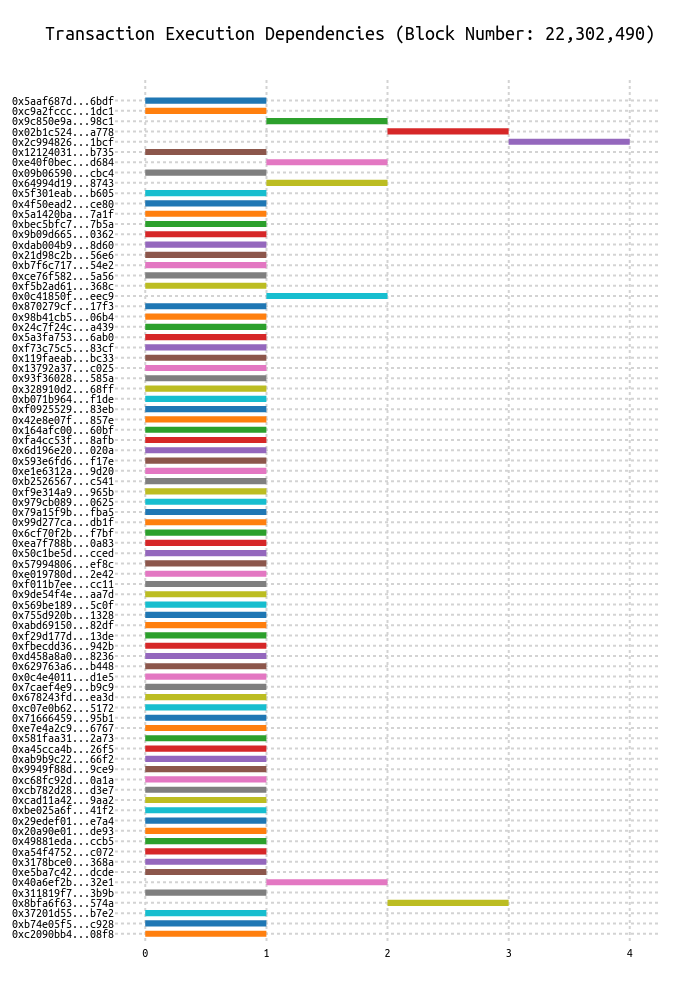 Transaction Execution Dependencies (Block Number: 22,302,490)
0x5aaf687d...6bdf
0xc9a2fccc...1dc1
0x9c850e9a...98c1
0x02b1c524...a778
0x2c994826...1bcf
0x12124031...b735
0xe40f0bec...d684
0x09b06590...cbc4
0x64994d19...8743
0x5f301eab...b605
0x4f50ead2...ce80
0x5a1420ba...7a1f
0xbec5bfc7...7b5a
0x9b09d665...0362
0xdab004b9...8d60
0x21d98c2b...56e6
0xb7f6c717...54e2
0xce76f582...5a56
0xf5b2ad61...368c
0x0c41850f...eec9
0x870279cf...17f3
0x98b41cb5...06b4
0x24c7f24c...a439
0x5a3fa753...6ab0
0xf73c75c5...83cf
0x119faeab...bc33
0x13792a37...c025
0x93f36028...585a
0x328910d2...68ff
0xb071b964...f1de
0xf0925529...83eb
0x42e8e07f...857e
0x164afc00...60bf
0xfa4cc53f...8afb
0x6d196e20...020a
0x593e6fd6...f17e
0xe1e6312a...9d20
0xb2526567...c541
0xf9e314a9...965b
0x979cb089...0625
0x79a15f9b...fba5
0x99d277ca...db1f
0x6cf70f2b...f7bf
0xea7f788b...0a83
0x50c1be5d...cced
0x57994806...ef8c
0xe019780d...2e42
0xf011b7ee...cc11
0x9de54f4e...aa7d
0x569be189...5c0f
0x755d920b...1328
0xabd69150...82df
0xf29d177d...13de
0xfbecdd36...942b
0xd458a8a0...8236
0x629763a6...b448
0x0c4e4011...d1e5
0x7caef4e9...b9c9
0x678243fd...ea3d
0xc07e0b62...5172
0x71666459...95b1
0xe7e4a2c9...6767
0x581faa31...2a73
0xa45cca4b...26f5
0xab9b9c22...66f2
0x9949f88d...9ce9
0xc68fc92d...0a1a
0xcb782d28...d3e7
0xcad11a42...9aa2
0xbe025a6f...41f2
0x29edef01...e7a4
0x20a90e01...de93
0x49881eda...ccb5
0xa54f4752...c072
0x3178bce0...368a
0xe5ba7c42...dcde
0x40a6ef2b...32e1
0x311819f7...3b9b
0x8bfa6f63...574a
0x37201d55...b7e2
0xb74e05f5...c928
0xc2090bb4...08f8
0 1 2 3 4